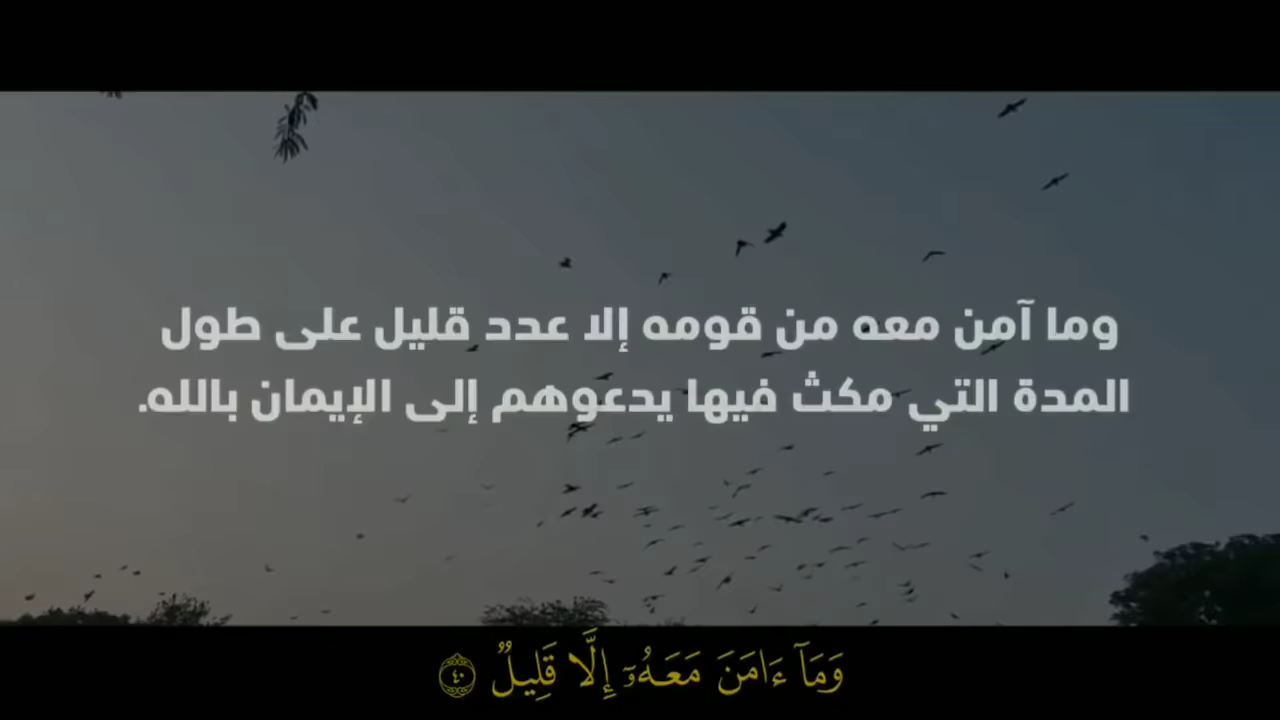 وما آمن معه من قومه إلا عدد قليل على طول
المدة التي مكث فيها يدعوهم إلى الإيمان بالله.
وَمَآ ءَامَنَ مَعَهُۥٓ إِلَّا قَلِيلٌ ۝٤٠